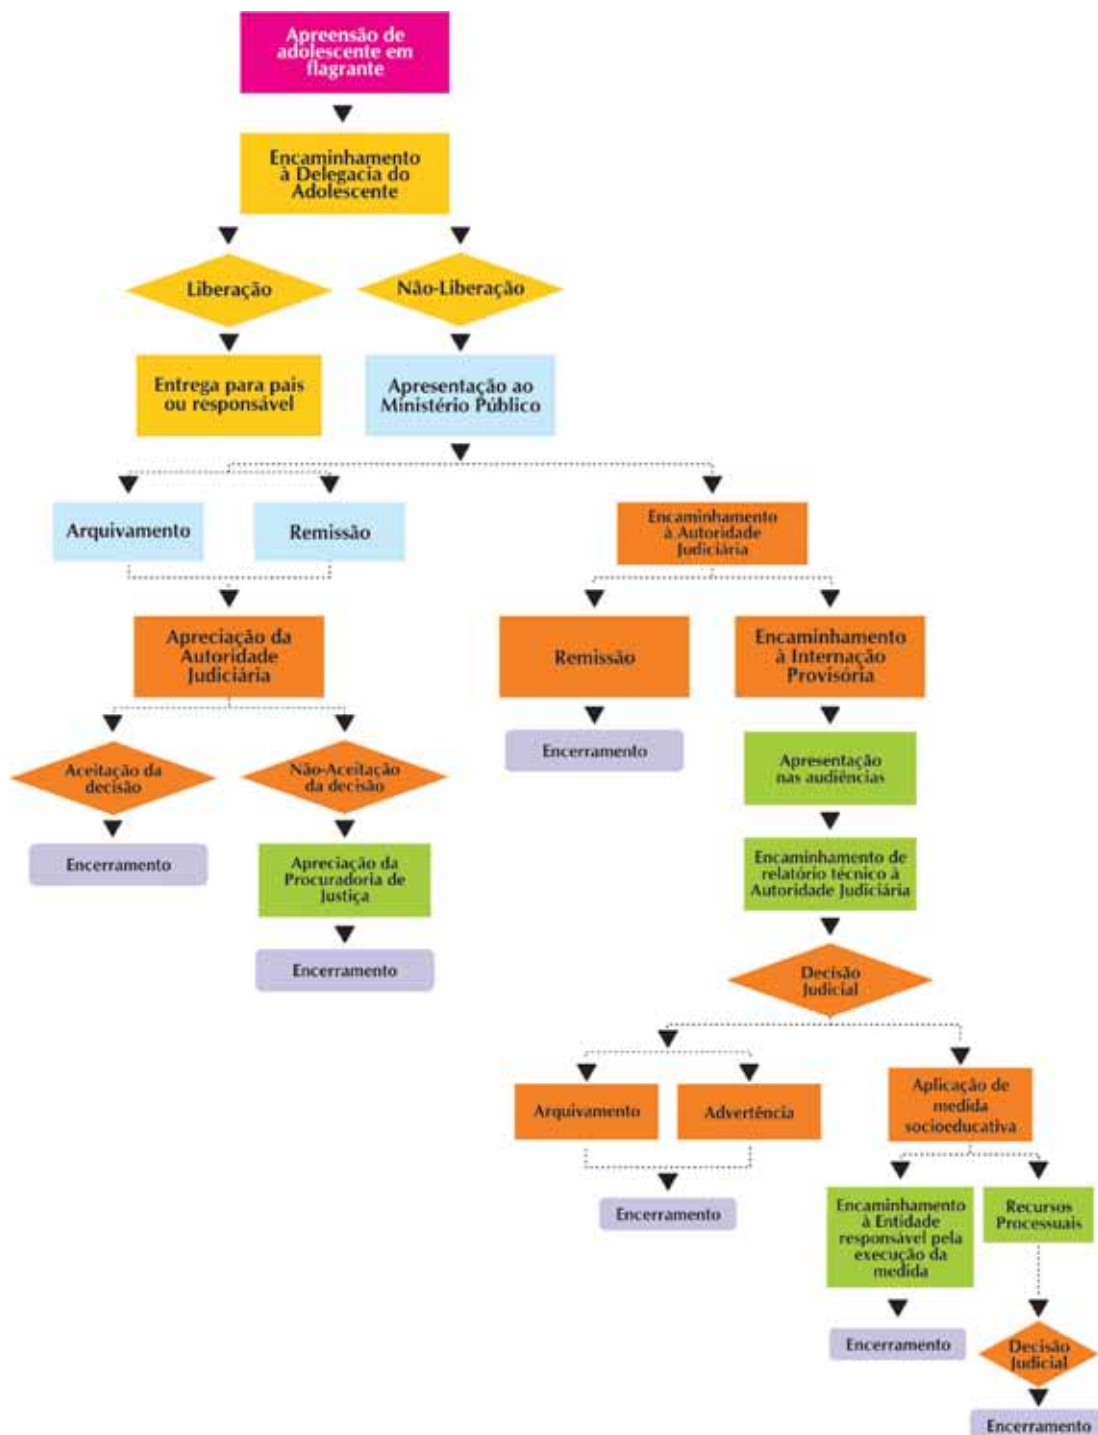 Apreensão de
adolescente em
flagrante
Encaminhamento
à Delegacia do
Adolescente
Liberação
Não-Liberação
Entrega para pais
ou responsável
Apresentação ao
Ministério Público
Arquivamento
Remissão
Encaminhamento
à Autoridade
Judiciária
Apreciação da
Autoridade
Judiciária
Remissão
Encaminhamento
à Internação
Provisória
Aceitação da
decisão
Não-Aceitação
da decisão
Encerramento
Apresentação
nas audiências
Encerramento
Apreciação da
Procuradoria de
Justiça
Encaminhamento de
relatório técnico à
Autoridade Judiciária
Encerramento
Decisão
Judicial
Arquivamento
Advertência
Aplicação de
medida
socioeducativa
Encerramento
Encaminhamento
à Entidade
responsável pela
execução da
medida
Recursos
Processuais
Encerramento
Decisão
Judicial
Encerramento